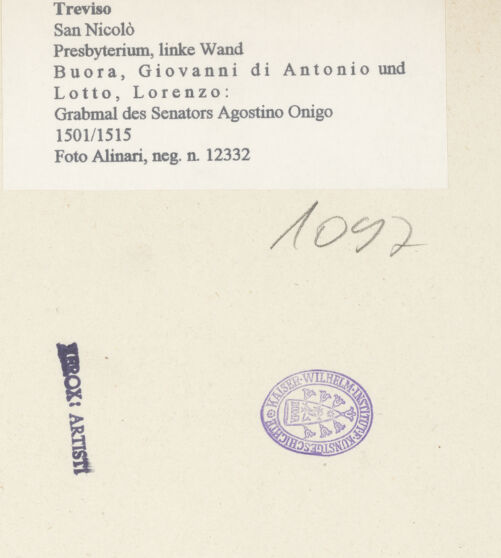 Treviso
San Nicolò
Presbyterium, linke Wand
Buora, Giovanni di Antonio und
Lotto, Lorenzo:
Grabmal des Senators Agostino Onigo
1501/1515
Foto Alinari, neg. n. 12332
1097
XEROX: ARTISTI
KAISER-WILHELM-INSTITUT F. KUNSTGESCHICHTE